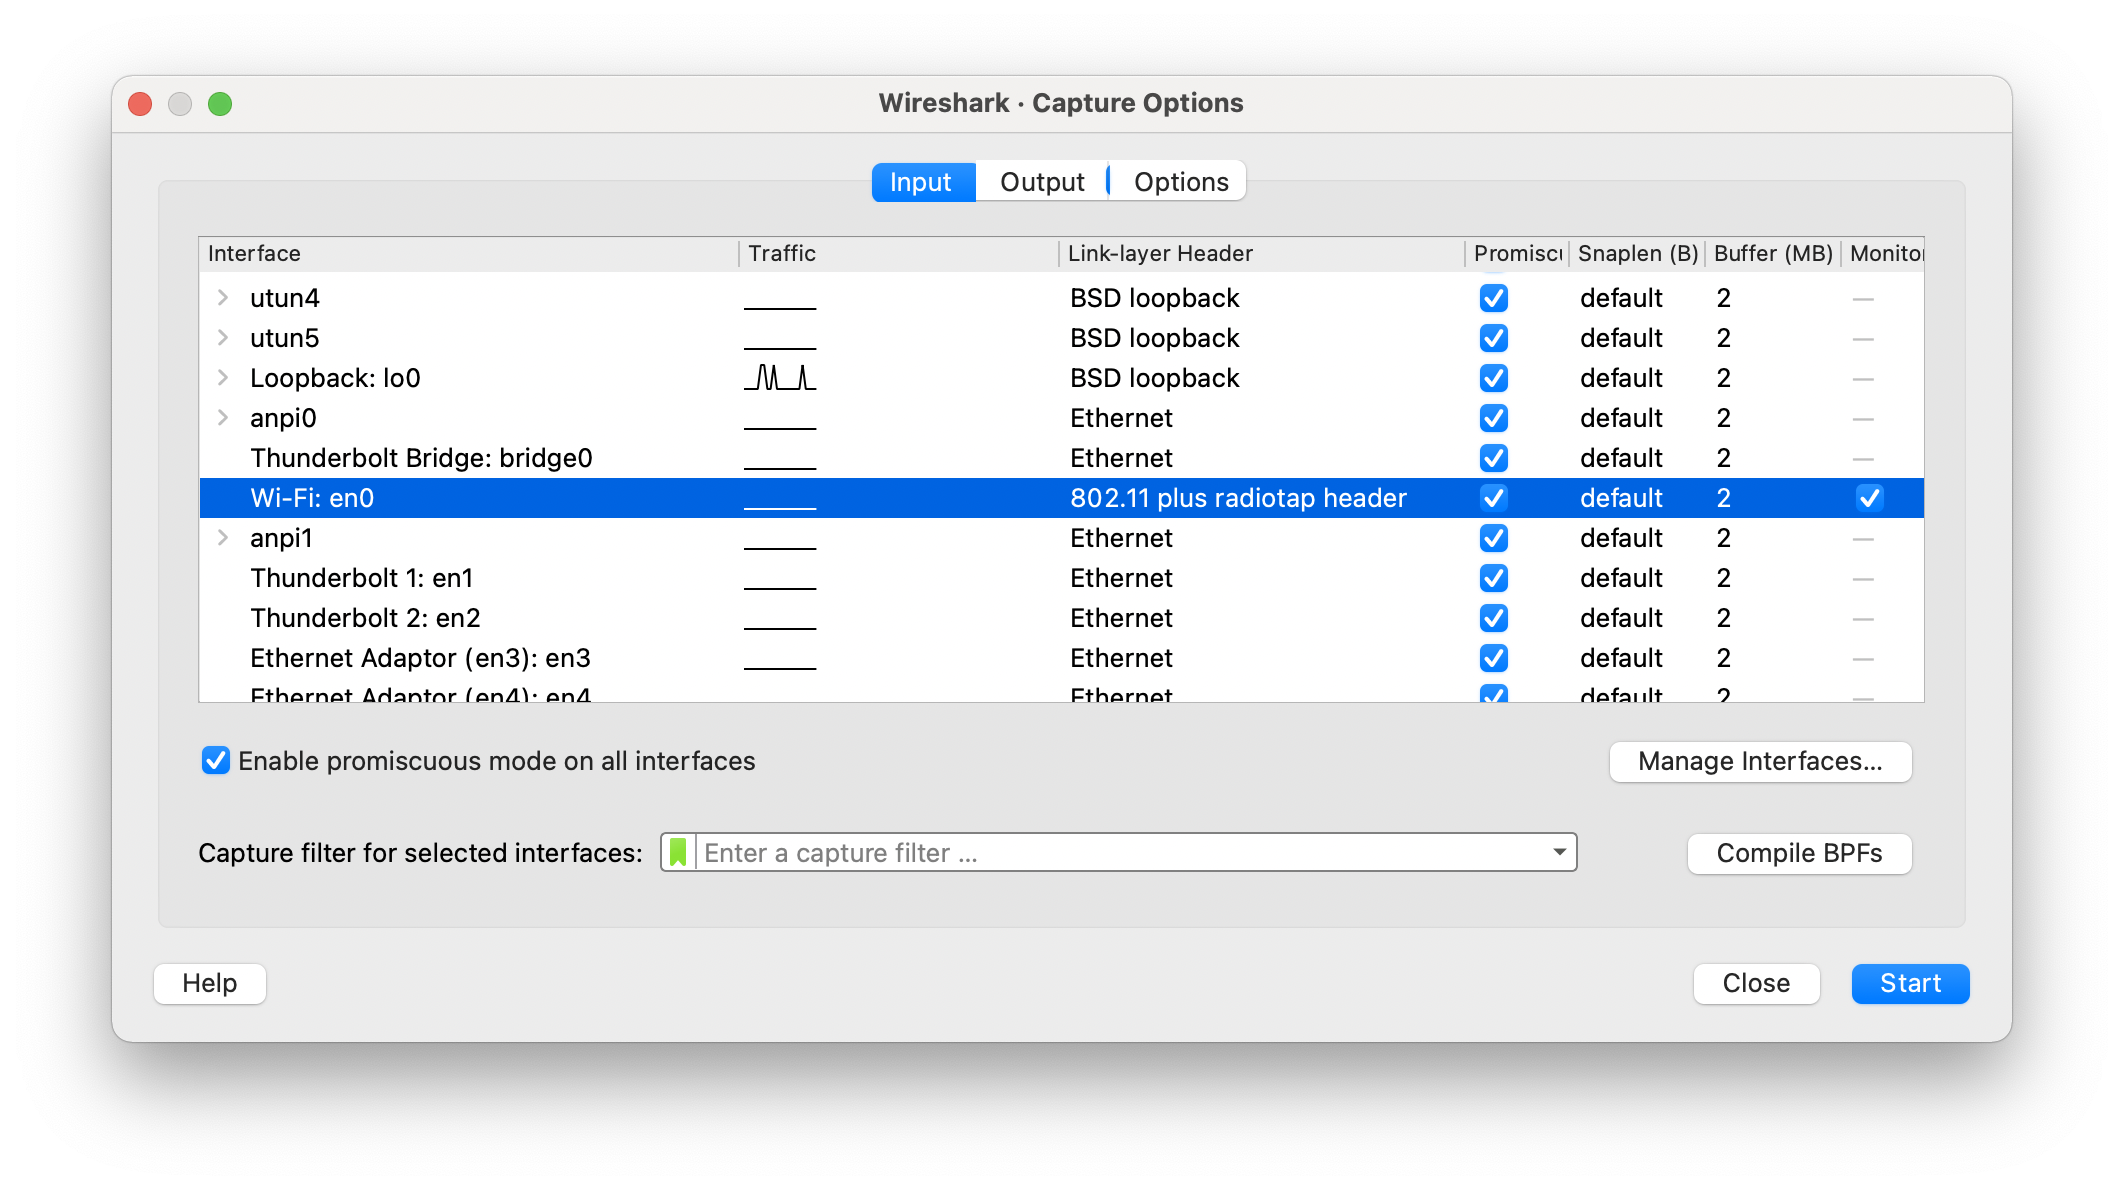 Wireshark · Capture Options
Input Output Options
Interface Traffic Link-layer Header Promiscu Snaplen (B) Buffer (MB) Monitor
utun4 BSD loopback default 2 —
utun5 BSD loopback default 2 —
Loopback: lo0 BSD loopback default 2 —
anpi0 Ethernet default 2 —
Thunderbolt Bridge: bridge0 Ethernet default 2 —
Wi-Fi: en0 802.11 plus radiotap header default 2
anpi1 Ethernet default 2 —
Thunderbolt 1: en1 Ethernet default 2 —
Thunderbolt 2: en2 Ethernet default 2 —
Ethernet Adaptor (en3): en3 Ethernet default 2 —
Ethernet Adaptor (en4): en4 Ethernet default 2 —
Enable promiscuous mode on all interfaces
Manage Interfaces...
Capture filter for selected interfaces: Enter a capture filter ...
Compile BPFs
Help Close Start